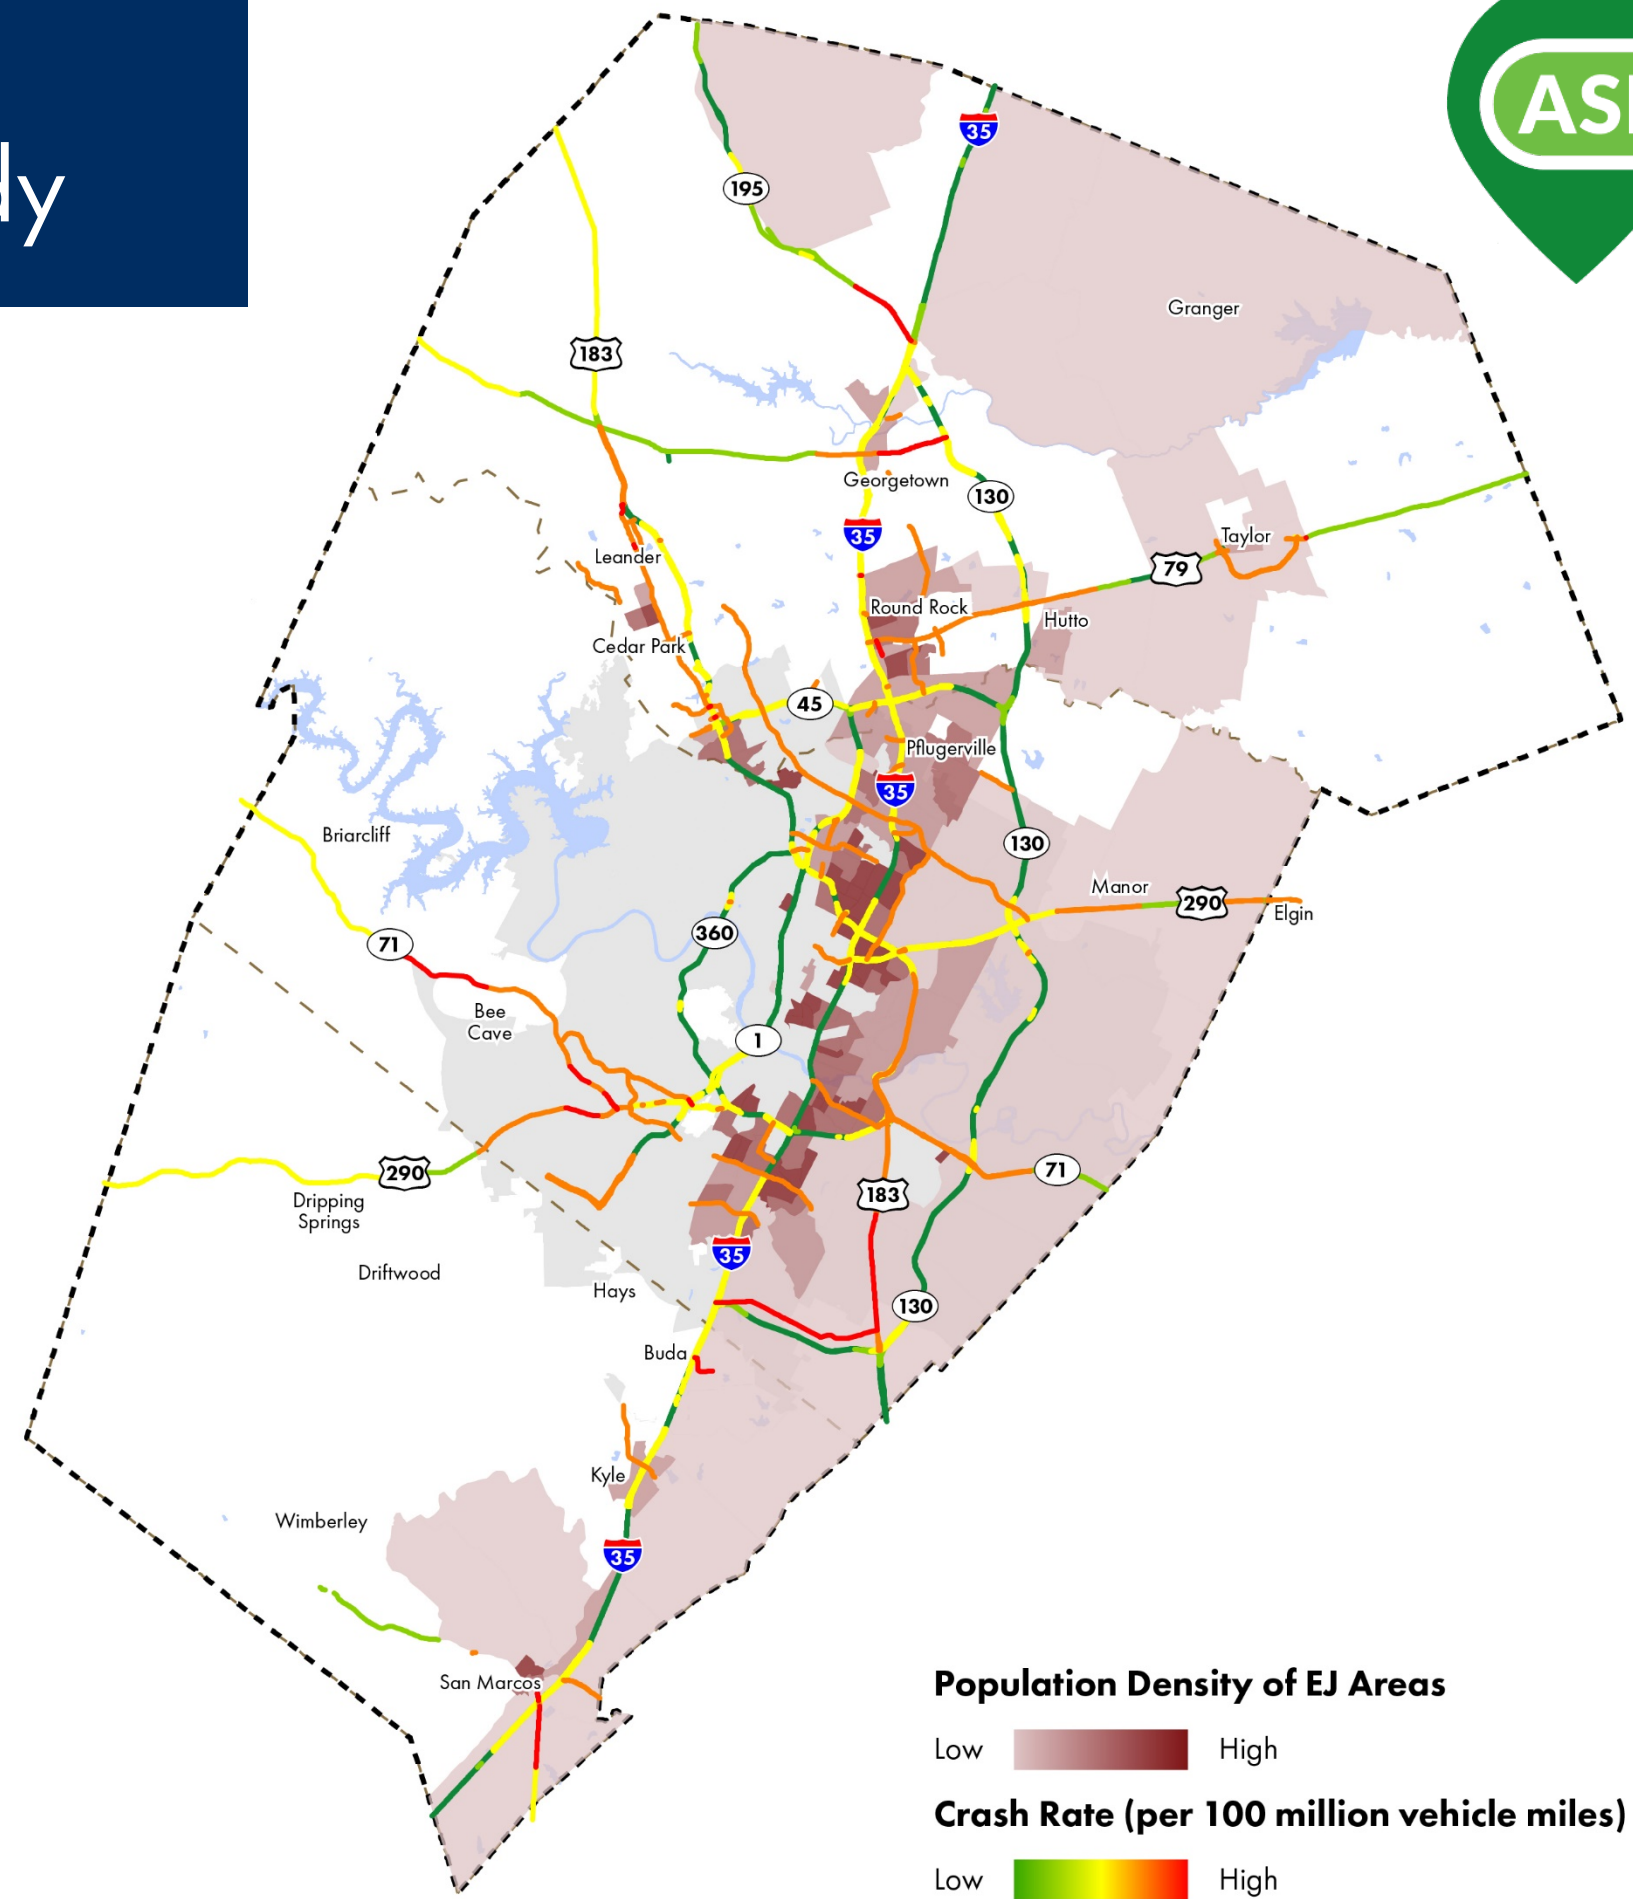 35
195
Granger
183
Georgetown
130
35
Taylor
79
Leander
Round Rock
Hutto
Cedar Park
45
Pflugerville
35
Briarcliff
130
Manor
290
Elgin
360
71
Bee
Cave
1
290
71
183
Dripping
Springs
35
Driftwood
Hays
130
Buda
Kyle
Wimberley
35
San Marcos
Population Density of EJ Areas
Low
High
Crash Rate (per 100 million vehicle miles)
Low
High